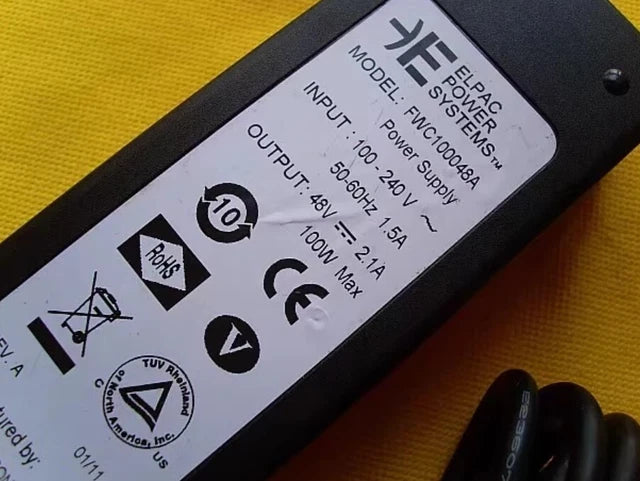 ELPAC
POWER
SYSTEMS™
MODEL: FWC100048A
Power Supply
INPUT : 100 - 240 V ~
50-60Hz 1.5A
OUTPUT: 48V ⎓ 2.1A
100W Max
10
RoHS
CE
V
TUV Rheinland
of North America, Inc.
C US
EV. A
tured by:
01/11